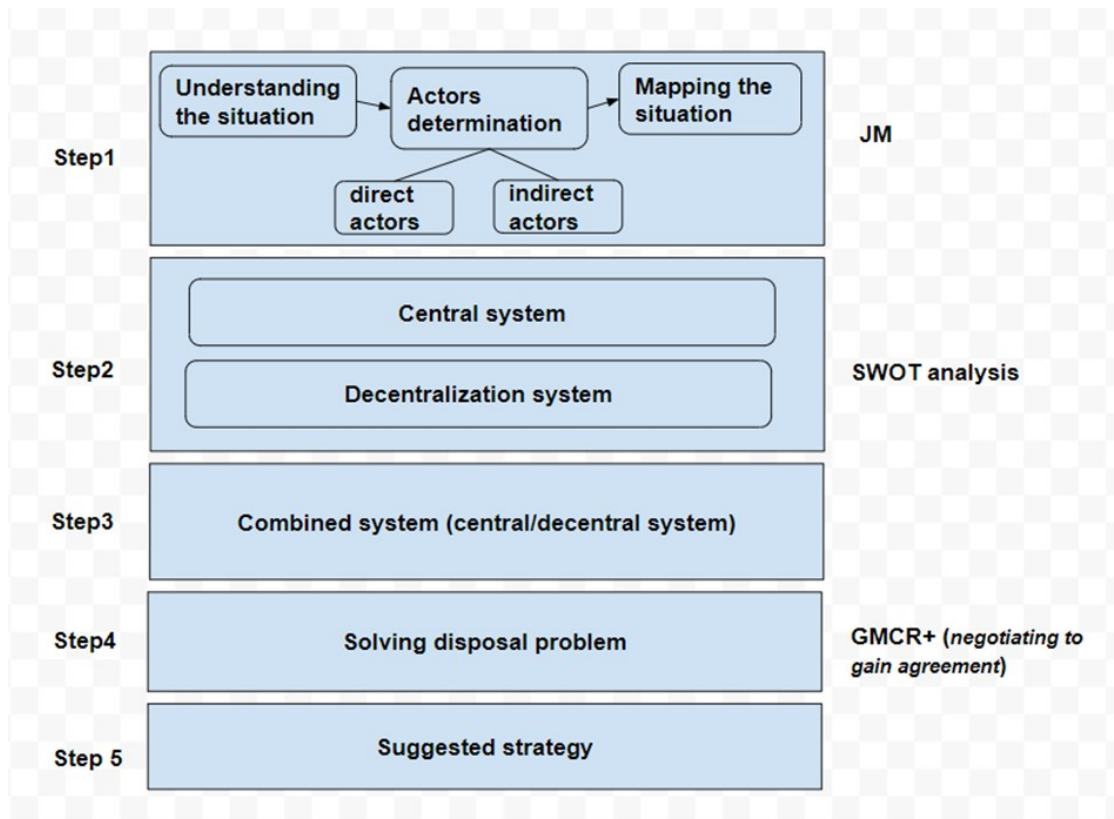 Understanding
the situation
Actors
determination
Mapping the
situation
Step1
JM
direct
actors
indirect
actors
Central system
Step2
SWOT analysis
Decentralization system
Step3
Combined system (central/decentral system)
Step4
Solving disposal problem
GMCR+ (negotiating to
gain agreement)
Step 5
Suggested strategy